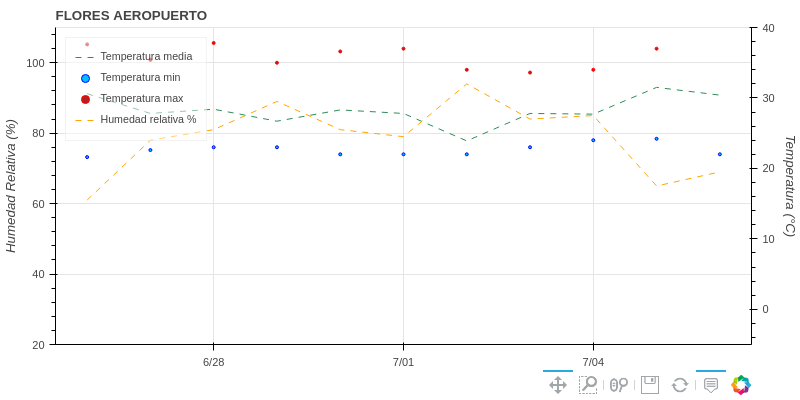 FLORES AEROPUERTO
Temperatura media
Temperatura min
Temperatura max
Humedad relativa %
Humedad Relativa (%)
100
80
60
40
20
Temperatura (°C)
40
30
20
10
0
6/28
7/01
7/04